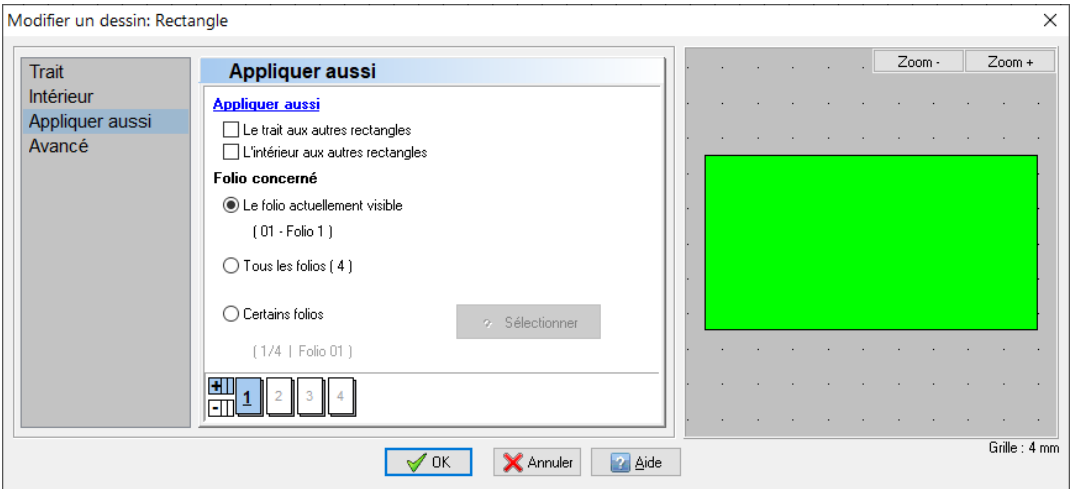 Modifier un dessin: Rectangle
Trait
Intérieur
Appliquer aussi
Avancé
Appliquer aussi
Appliquer aussi
Le trait aux autres rectangles
L'intérieur aux autres rectangles
Folio concerné
Le folio actuellement visible
( 01 - Folio 1 )
Tous les folios ( 4 )
Certains folios
Sélectionner
( 1/4 | Folio 01 )
1 2 3 4
Zoom - Zoom +
Grille : 4 mm
OK Annuler Aide